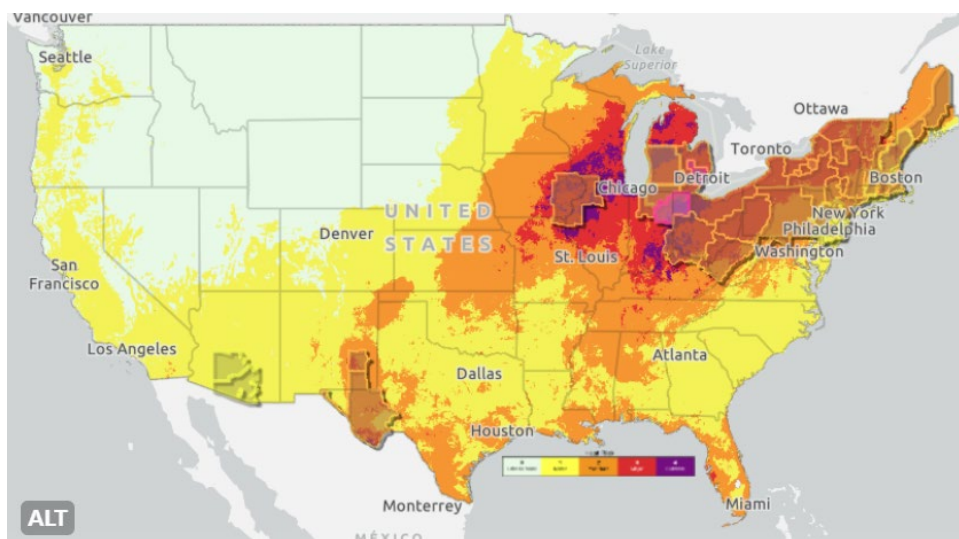 Vancouver
Seattle
Lake
Superior
Ottawa
Toronto
Detroit
Boston
Chicago
New York
Philadelphia
UNITED
STATES
Denver
Washington
St. Louis
San
Francisco
Los Angeles
Atlanta
Dallas
Houston
Monterrey
Miami
MÉXICO
ALT